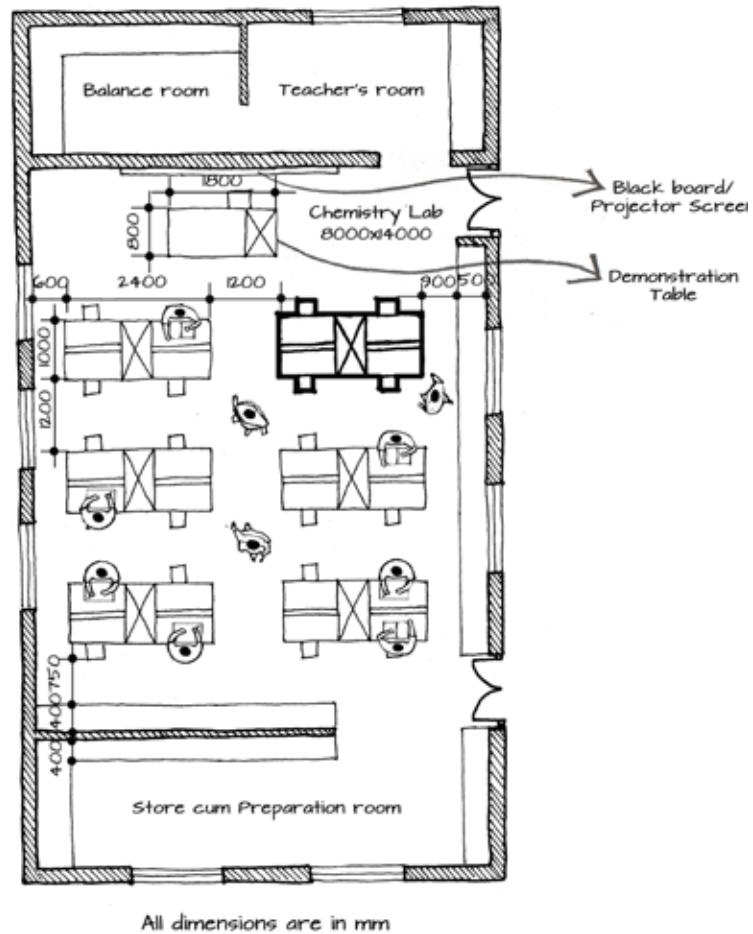 Balance room
Teacher's room
1800
Black board/
Projector Screen
Chemistry Lab
8000x14000
800
Demonstration
Table
600
2400
1200
900
500
1000
1200
750
400
400
Store cum Preparation room
All dimensions are in mm